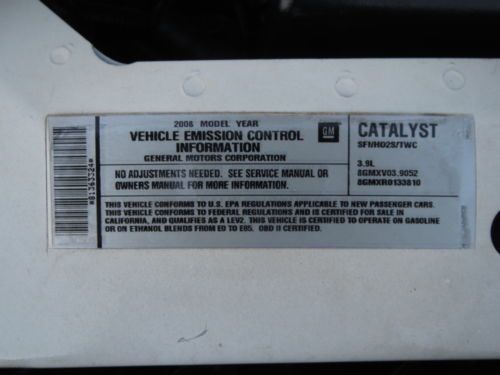 2008 MODEL YEAR
VEHICLE EMISSION CONTROL
INFORMATION
GENERAL MOTORS CORPORATION
GM
CATALYST
SFI/HO2S/TWC
3.9L
8GMXV03.9052
8GMXR0133810
NO ADJUSTMENTS NEEDED. SEE SERVICE MANUAL OR
OWNERS MANUAL FOR MORE INFORMATION.
THIS VEHICLE CONFORMS TO U.S. EPA REGULATIONS APPLICABLE TO NEW PASSENGER CARS.
THIS VEHICLE CONFORMS TO FEDERAL REGULATIONS AND IS CERTIFIED FOR SALE IN
CALIFORNIA, AND QUALIFIES AS A LEV2. THIS VEHICLE IS CERTIFIED TO OPERATE ON GASOLINE
OR ON ETHANOL BLENDS FROM E0 TO E85. OBD II CERTIFIED.